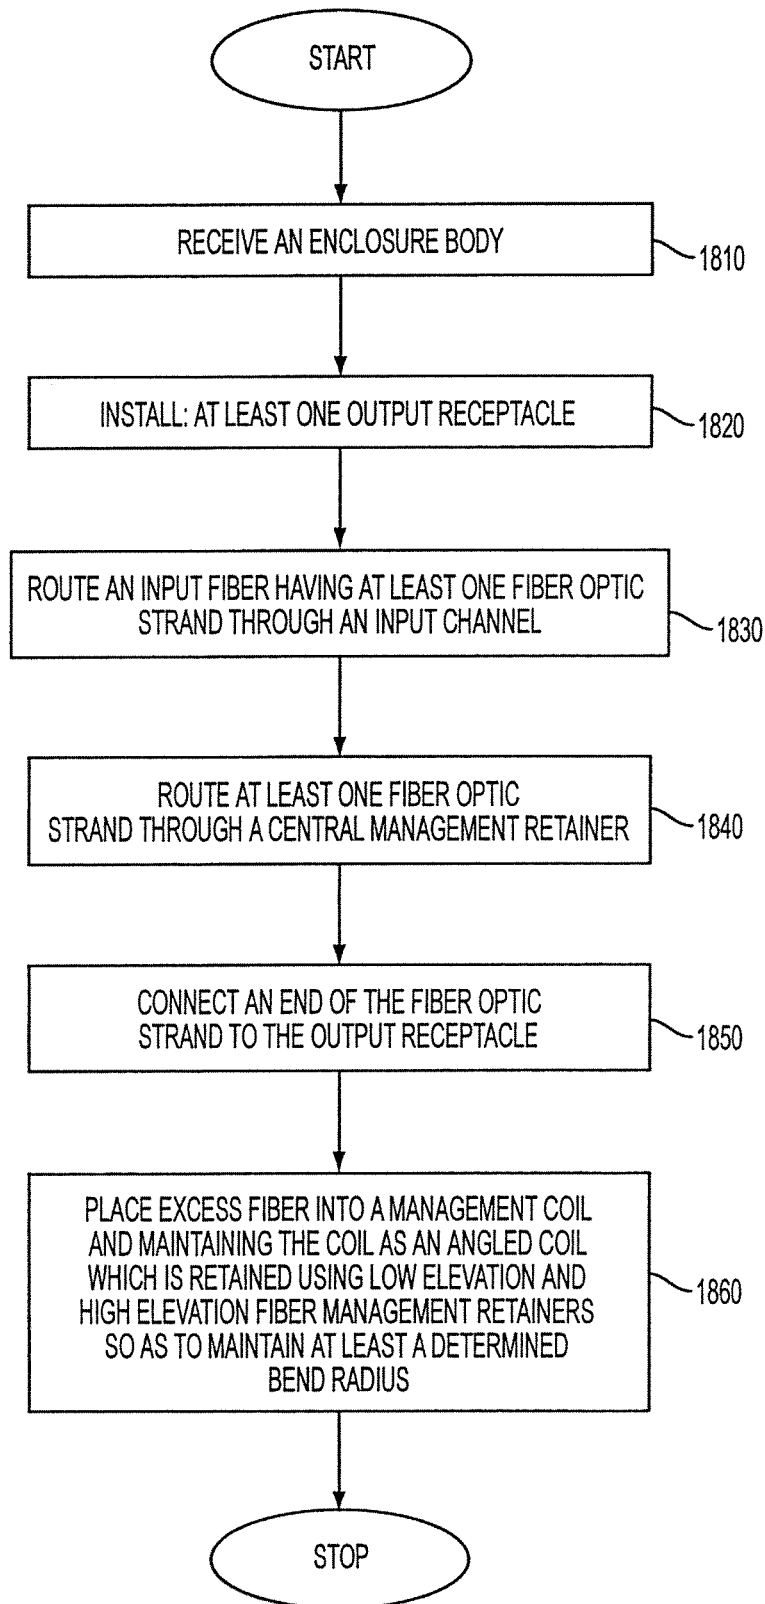 START
RECEIVE AN ENCLOSURE BODY
1810
INSTALL: AT LEAST ONE OUTPUT RECEPTACLE
1820
ROUTE AN INPUT FIBER HAVING AT LEAST ONE FIBER OPTIC
STRAND THROUGH AN INPUT CHANNEL
1830
ROUTE AT LEAST ONE FIBER OPTIC
STRAND THROUGH A CENTRAL MANAGEMENT RETAINER
1840
CONNECT AN END OF THE FIBER OPTIC
STRAND TO THE OUTPUT RECEPTACLE
1850
PLACE EXCESS FIBER INTO A MANAGEMENT COIL
AND MAINTAINING THE COIL AS AN ANGLED COIL
WHICH IS RETAINED USING LOW ELEVATION AND
HIGH ELEVATION FIBER MANAGEMENT RETAINERS
SO AS TO MAINTAIN AT LEAST A DETERMINED
BEND RADIUS
1860
STOP